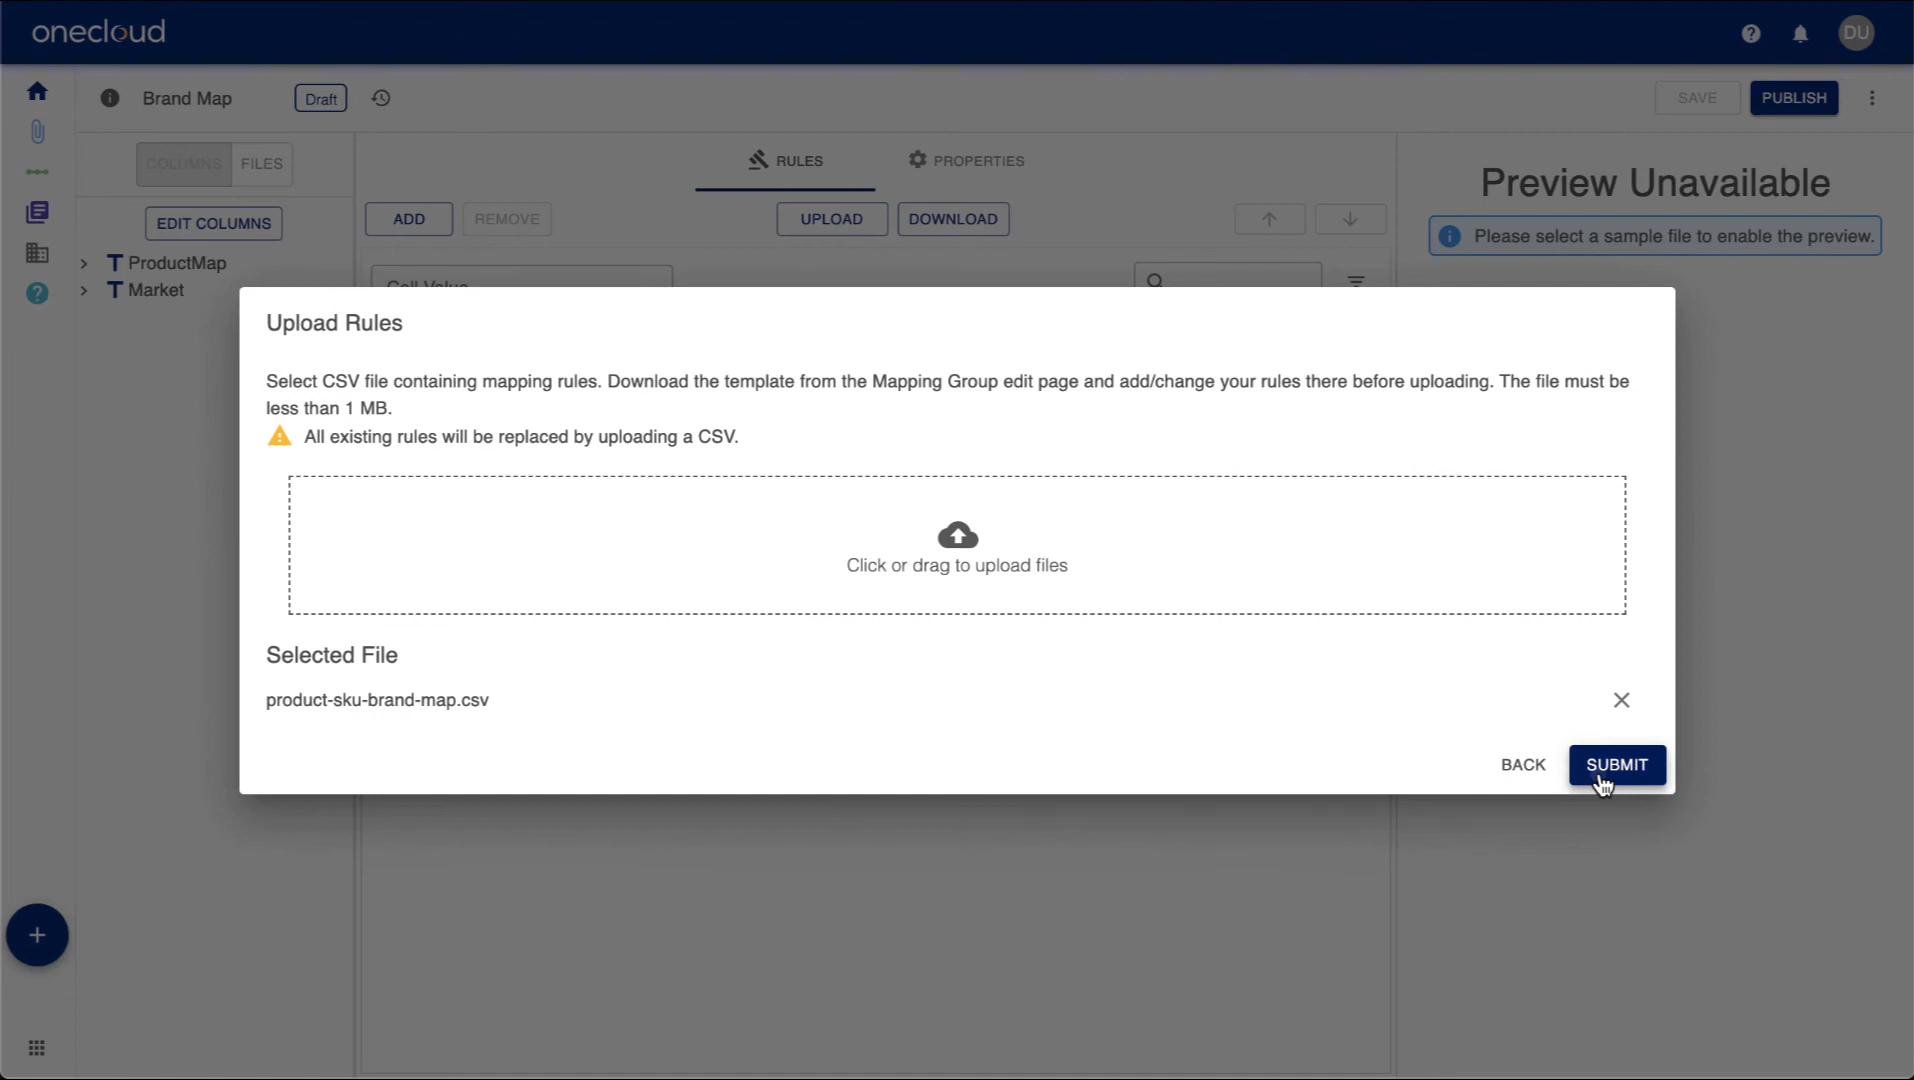 onecloud
DU
Brand Map
Draft
SAVE
PUBLISH
COLUMNS
FILES
RULES
PROPERTIES
Preview Unavailable
EDIT COLUMNS
ADD
REMOVE
UPLOAD
DOWNLOAD
Please select a sample file to enable the preview.
ProductMap
Market
Cell Value
Upload Rules
Select CSV file containing mapping rules. Download the template from the Mapping Group edit page and add/change your rules there before uploading. The file must be
less than 1 MB.
All existing rules will be replaced by uploading a CSV.
Click or drag to upload files
Selected File
product-sku-brand-map.csv
BACK
SUBMIT